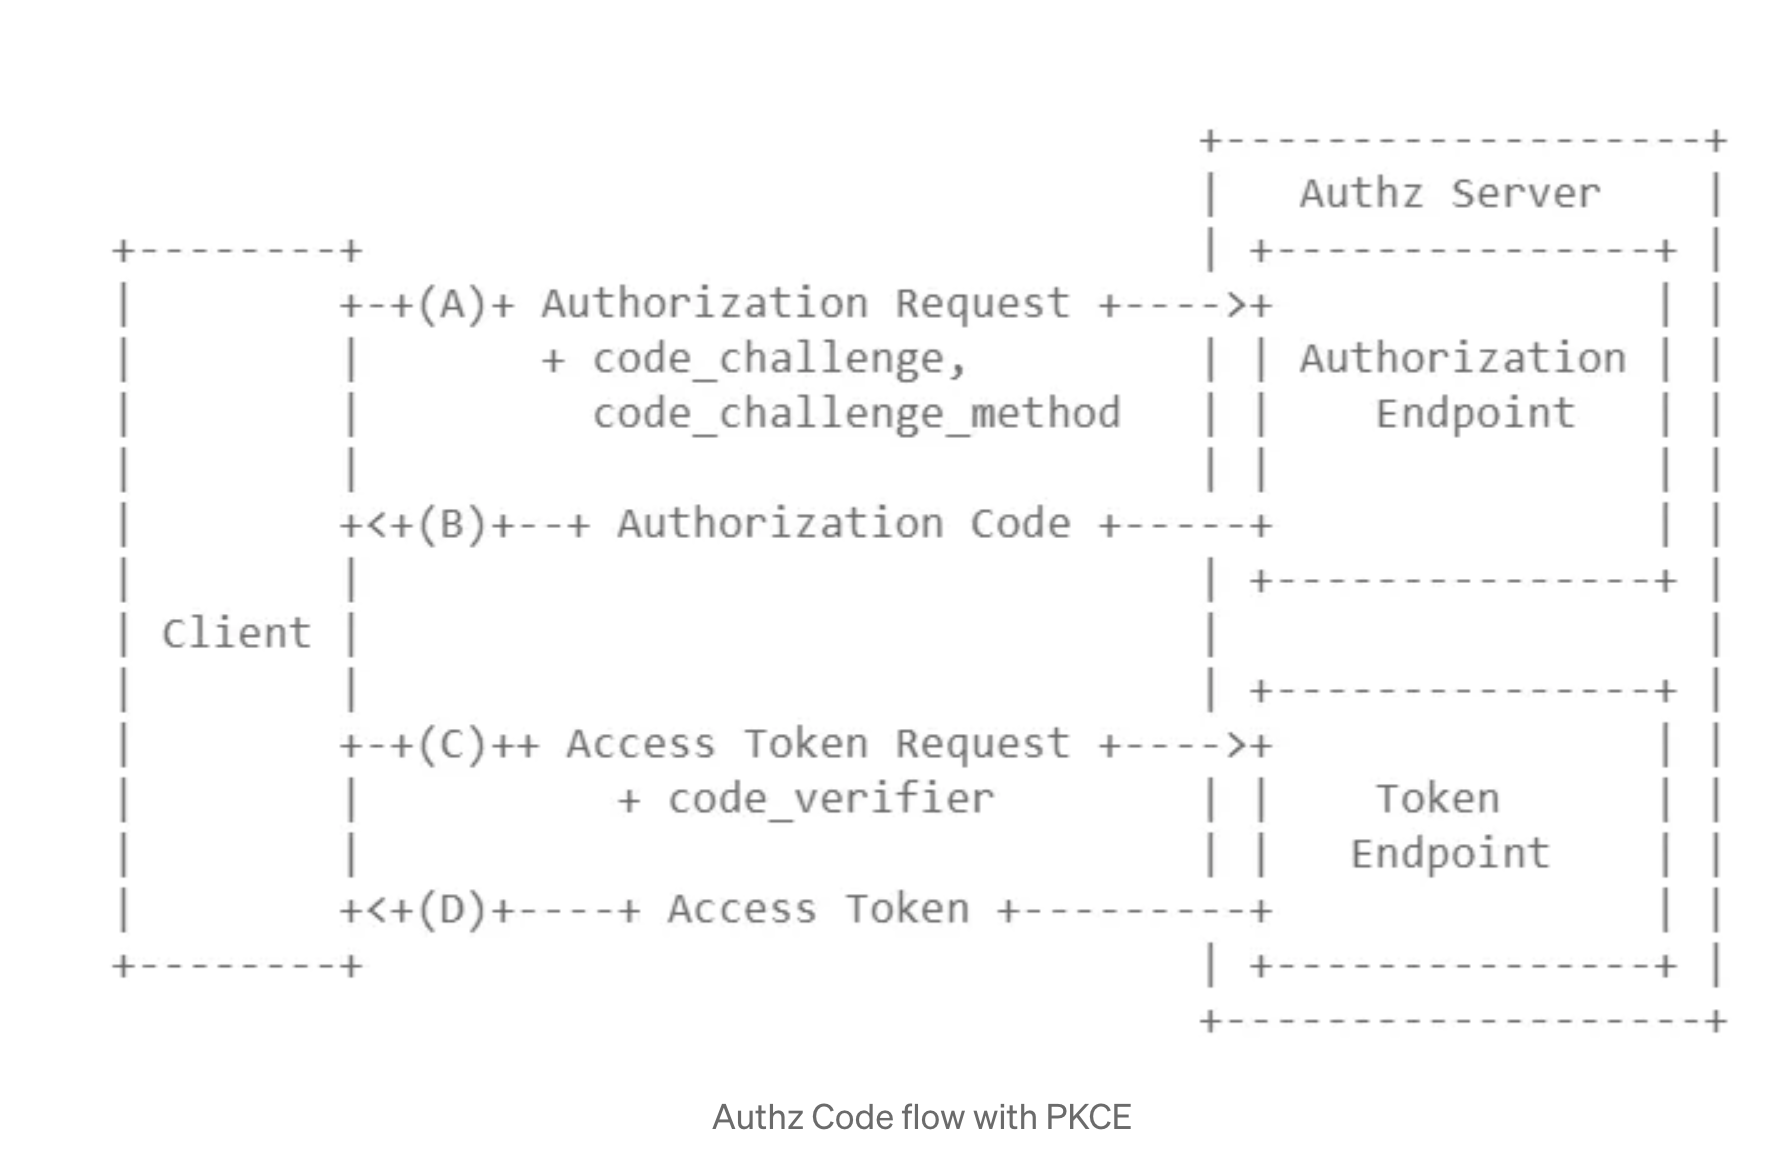 +-------------------+
|   Authz Server    |
+--------+                                  | +---------------+ |
|        +-+(A)+ Authorization Request +---->+               | |
|        |       + code_challenge,         | | Authorization | |
|        |         code_challenge_method   | |    Endpoint   | |
|        |                                 | |               | |
|        +<+(B)+--+ Authorization Code +-----+               | |
|        |                                 | +---------------+ |
| Client |                                 |                   |
|        |                                 | +---------------+ |
|        +-+(C)++ Access Token Request +---->+               | |
|        |          + code_verifier        | |    Token      | |
|        |                                 | |   Endpoint    | |
|        +<+(D)+----+ Access Token +---------+               | |
+--------+                                 | +---------------+ |
+-------------------+
Authz Code flow with PKCE